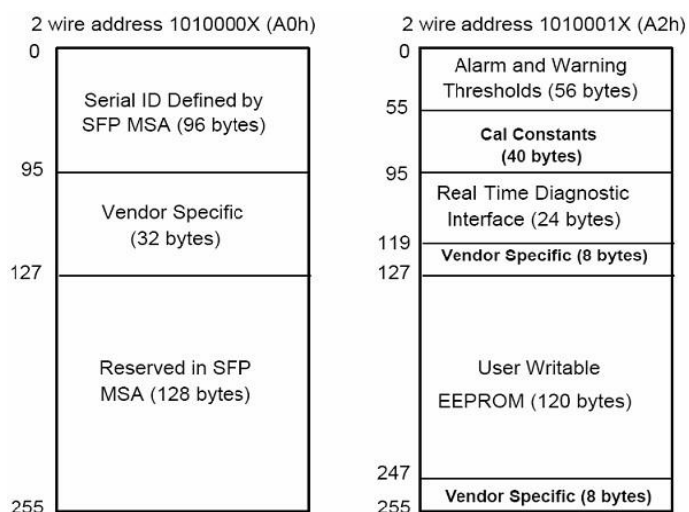 2 wire address 1010000X (A0h)
0
Serial ID Defined by
SFP MSA (96 bytes)
95
Vendor Specific
(32 bytes)
127
Reserved in SFP
MSA (128 bytes)
255
2 wire address 1010001X (A2h)
0
Alarm and Warning
Thresholds (56 bytes)
55
Cal Constants
(40 bytes)
95
Real Time Diagnostic
Interface (24 bytes)
119
Vendor Specific (8 bytes)
127
User Writable
EEPROM (120 bytes)
247
Vendor Specific (8 bytes)
255